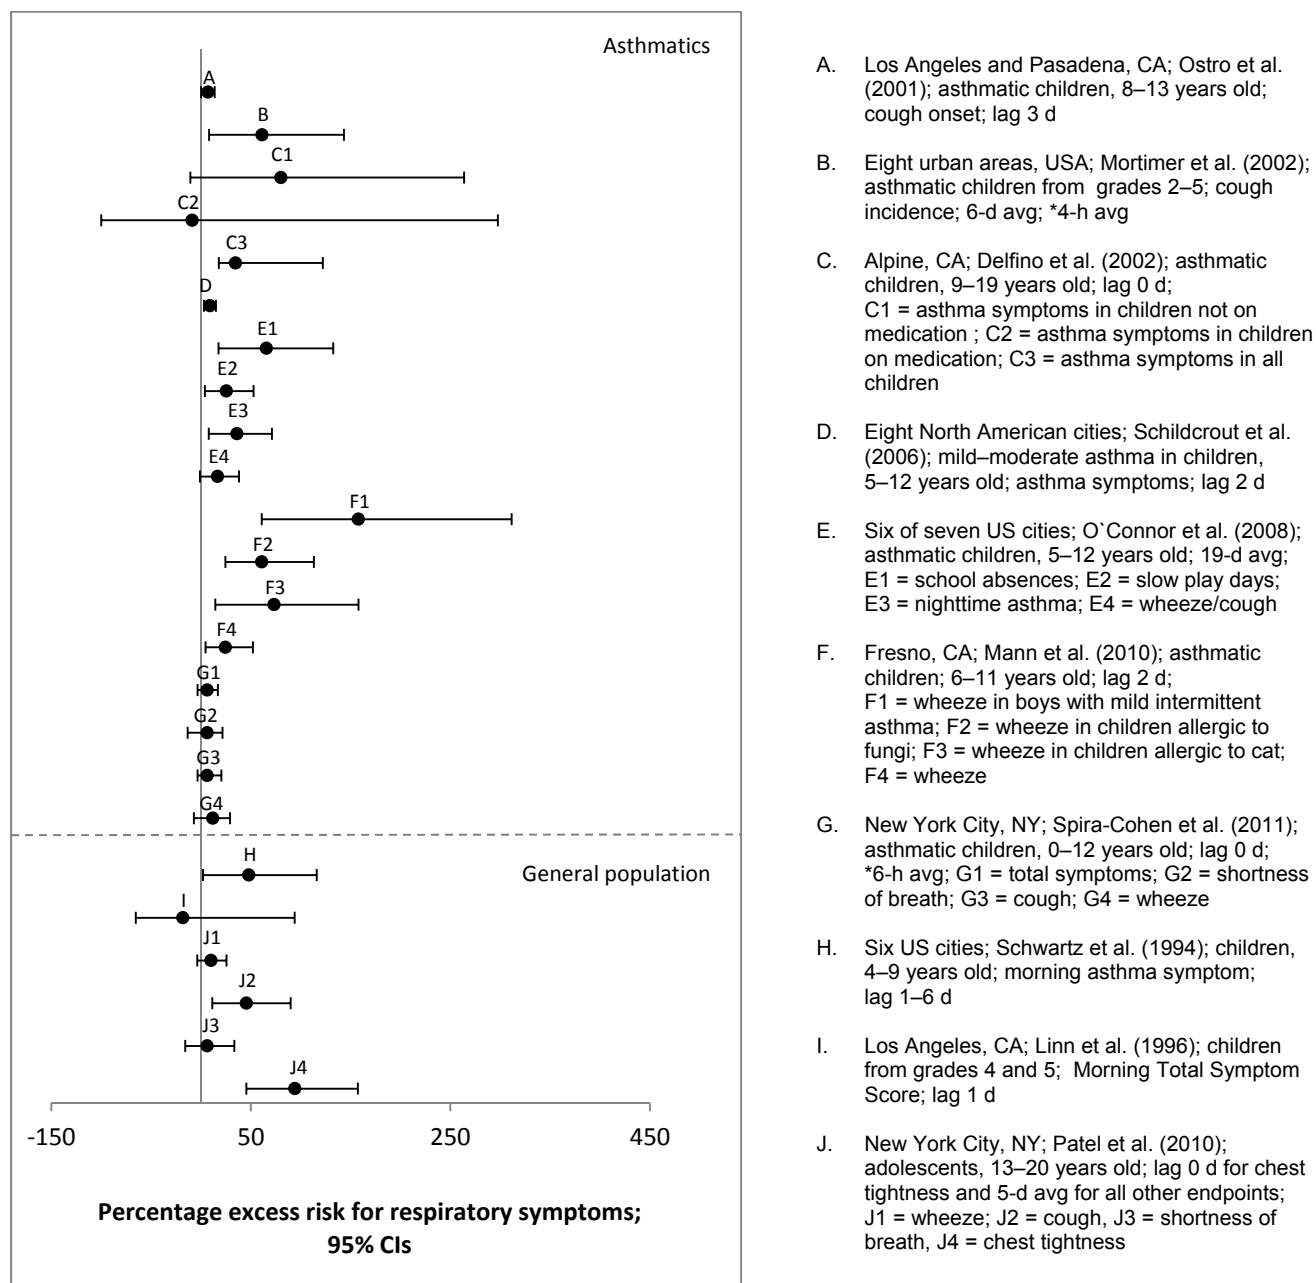 Asthmatics
A
B
C1
C2
C3
D
E1
E2
E3
E4
F1
F2
F3
F4
G1
G2
G3
G4
H
General population
I
J1
J2
J3
J4
-150
50
250
450
Percentage excess risk for respiratory symptoms;
95% CIs
A. Los Angeles and Pasadena, CA; Ostro et al.
(2001); asthmatic children, 8–13 years old;
cough onset; lag 3 d
B. Eight urban areas, USA; Mortimer et al. (2002);
asthmatic children from grades 2–5; cough
incidence; 6-d avg; *4-h avg
C. Alpine, CA; Delfino et al. (2002); asthmatic
children, 9–19 years old; lag 0 d;
C1 = asthma symptoms in children not on
medication ; C2 = asthma symptoms in children
on medication; C3 = asthma symptoms in all
children
D. Eight North American cities; Schildcrout et al.
(2006); mild–moderate asthma in children,
5–12 years old; asthma symptoms; lag 2 d
E. Six of seven US cities; O`Connor et al. (2008);
asthmatic children, 5–12 years old; 19-d avg;
E1 = school absences; E2 = slow play days;
E3 = nighttime asthma; E4 = wheeze/cough
F. Fresno, CA; Mann et al. (2010); asthmatic
children; 6–11 years old; lag 2 d;
F1 = wheeze in boys with mild intermittent
asthma; F2 = wheeze in children allergic to
fungi; F3 = wheeze in children allergic to cat;
F4 = wheeze
G. New York City, NY; Spira-Cohen et al. (2011);
asthmatic children, 0–12 years old; lag 0 d;
*6-h avg; G1 = total symptoms; G2 = shortness
of breath; G3 = cough; G4 = wheeze
H. Six US cities; Schwartz et al. (1994); children,
4–9 years old; morning asthma symptom;
lag 1–6 d
I. Los Angeles, CA; Linn et al. (1996); children
from grades 4 and 5; Morning Total Symptom
Score; lag 1 d
J. New York City, NY; Patel et al. (2010);
adolescents, 13–20 years old; lag 0 d for chest
tightness and 5-d avg for all other endpoints;
J1 = wheeze; J2 = cough, J3 = shortness of
breath, J4 = chest tightness